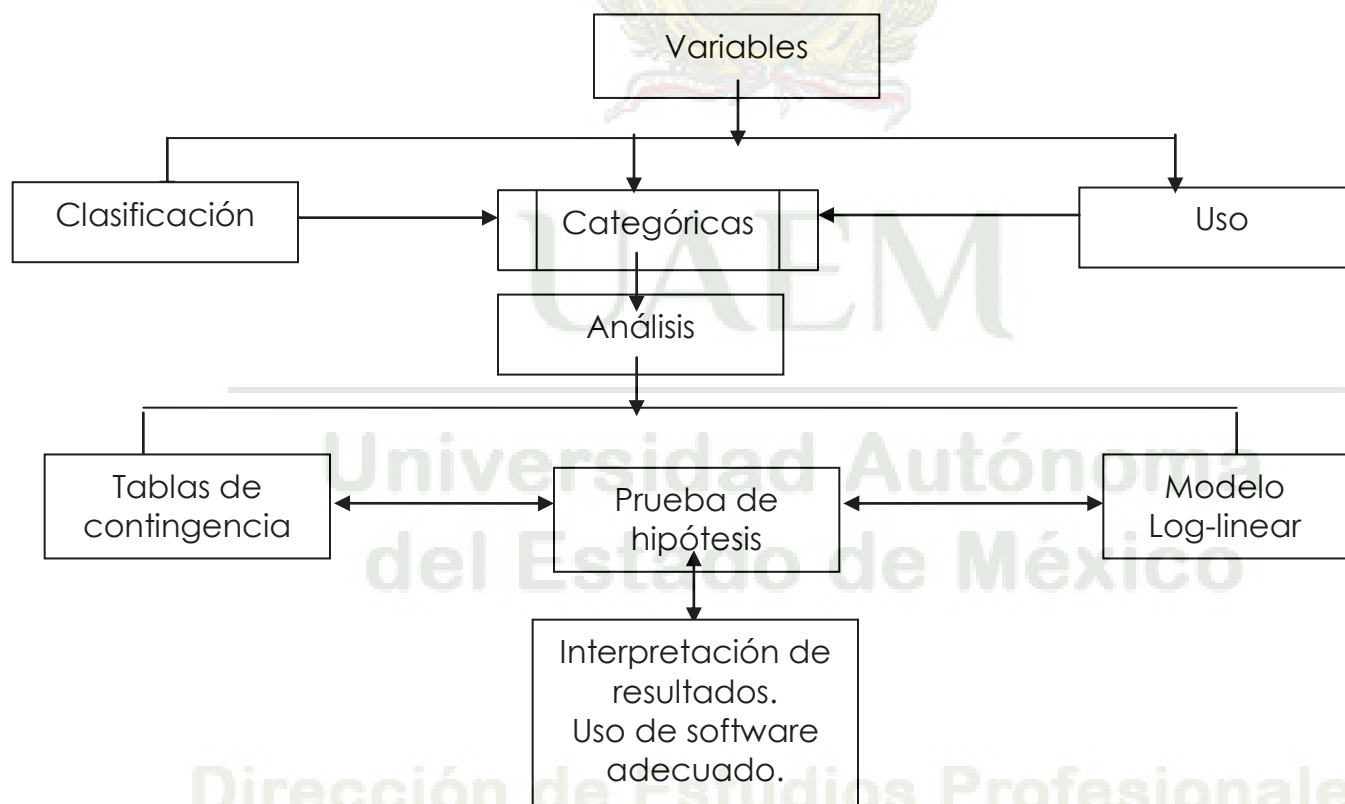 Variables
Clasificación
Categóricas
Uso
UAEM
Análisis
Universidad Autónoma
del Estado de México
Tablas de
contingencia
Prueba de
hipótesis
Modelo
Log-linear
Interpretación de
resultados.
Uso de software
adecuado.
Dirección de Estudios Profesionale